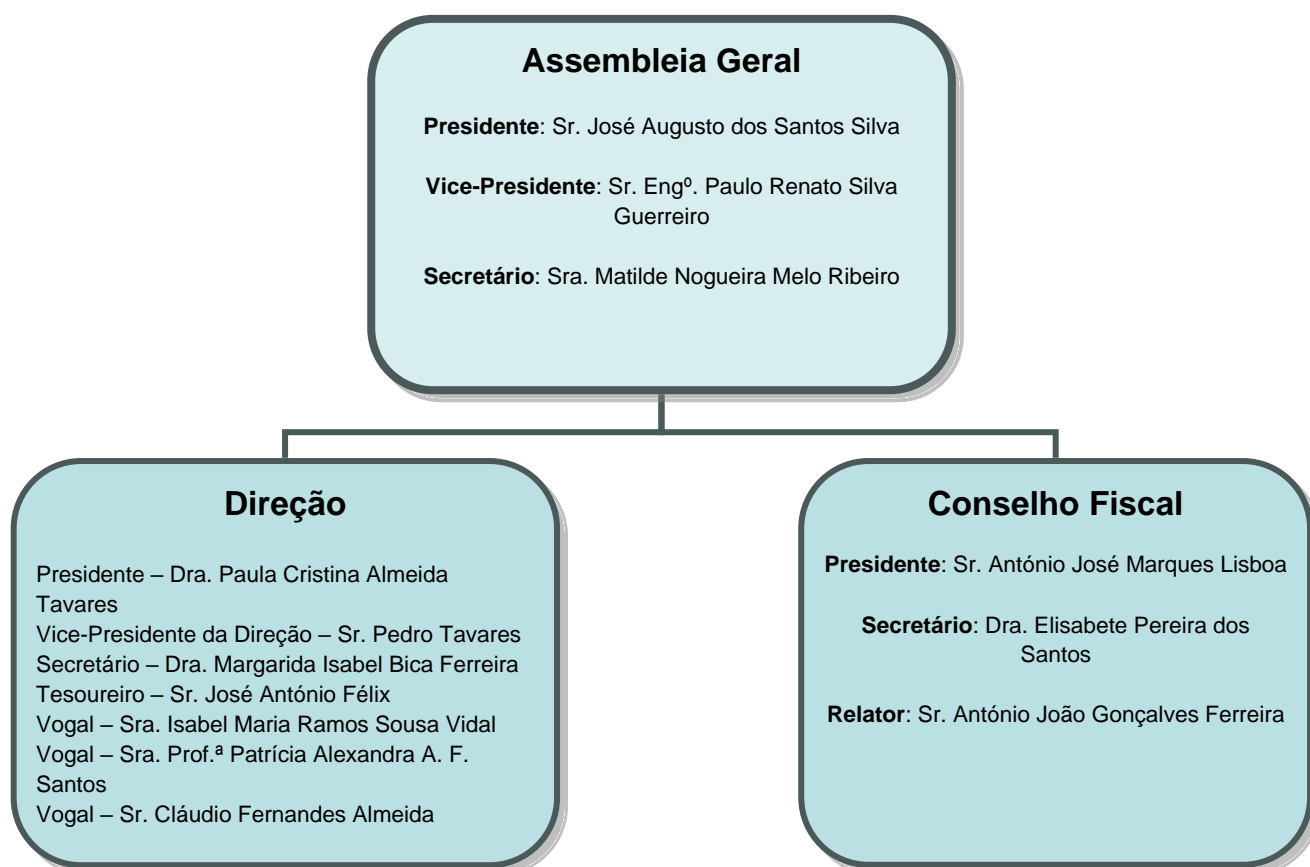 Assembleia Geral
Presidente: Sr. José Augusto dos Santos Silva
Vice-Presidente: Sr. Engº. Paulo Renato Silva
Guerreiro
Secretário: Sra. Matilde Nogueira Melo Ribeiro
Direção
Presidente – Dra. Paula Cristina Almeida
Tavares
Vice-Presidente da Direção – Sr. Pedro Tavares
Secretário – Dra. Margarida Isabel Bica Ferreira
Tesoureiro – Sr. José António Félix
Vogal – Sra. Isabel Maria Ramos Sousa Vidal
Vogal – Sra. Prof.ª Patrícia Alexandra A. F.
Santos
Vogal – Sr. Cláudio Fernandes Almeida
Conselho Fiscal
Presidente: Sr. António José Marques Lisboa
Secretário: Dra. Elisabete Pereira dos
Santos
Relator: Sr. António João Gonçalves Ferreira